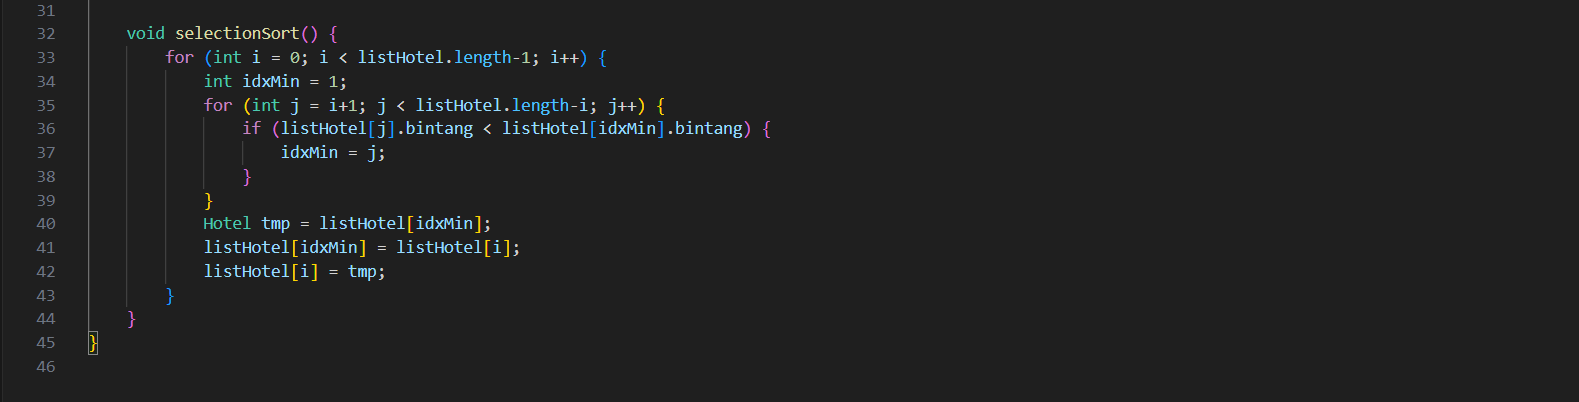 31
32 void selectionSort() {
33 for (int i = 0; i < listHotel.length-1; i++) {
34 int idxMin = 1;
35 for (int j = i+1; j < listHotel.length-i; j++) {
36 if (listHotel[j].bintang < listHotel[idxMin].bintang) {
37 idxMin = j;
38 }
39 }
40 Hotel tmp = listHotel[idxMin];
41 listHotel[idxMin] = listHotel[i];
42 listHotel[i] = tmp;
43 }
44 }
45 }
46